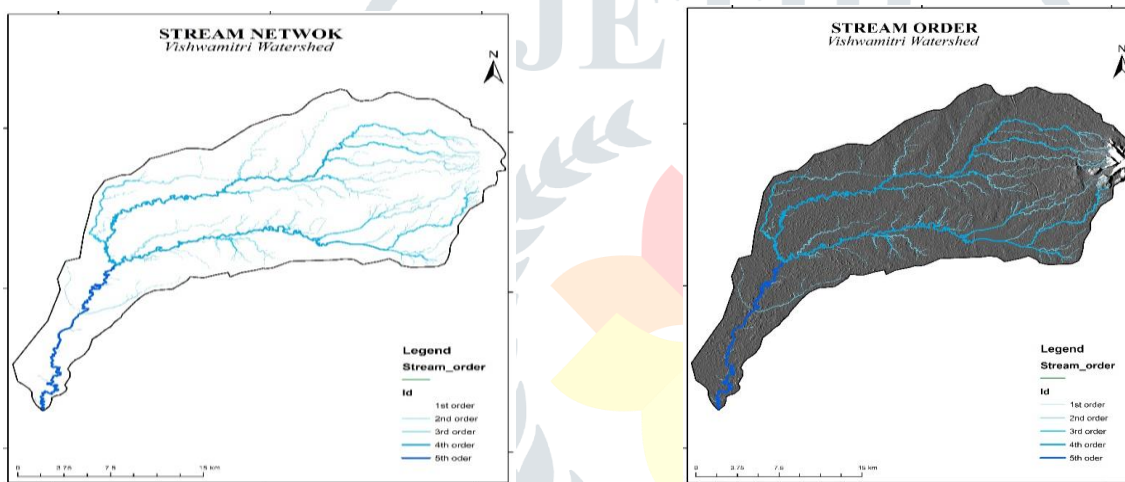 STREAM NETWOK
Vishwamitri Watershed
N
Legend
Stream_order
Id
1st order
2nd order
3rd order
4th order
5th oder
0 3.75 7.5 15 km
JE
STREAM ORDER
Vishwamitri Watershed
N
Legend
Stream_order
Id
1st order
2nd order
3rd order
4th order
5th oder
0 3.75 7.5 15 km